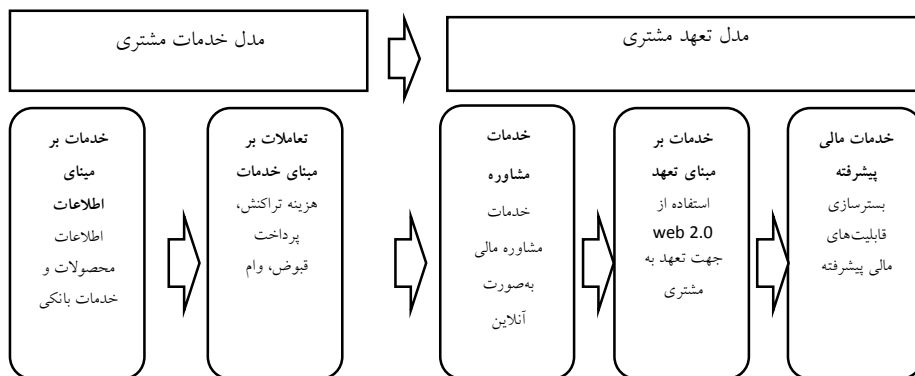 مدل خدمات مشتری
مدل تعهد مشتری
خدمات بر
مبنای
اطلاعات
اطلاعات
محصولات و
خدمات بانکی
تعاملات بر
مبنای خدمات
هزینه تراکنش،
پرداخت
قبوض، وام
خدمات
مشاوره
خدمات
مشاوره مالی
به‌صورت
آنلاین
خدمات بر
مبنای تعهد
استفاده از
web 2.0
جهت تعهد به
مشتری
خدمات مالی
پیشرفته
بسترسازی
قابلیت‌های
مالی پیشرفته